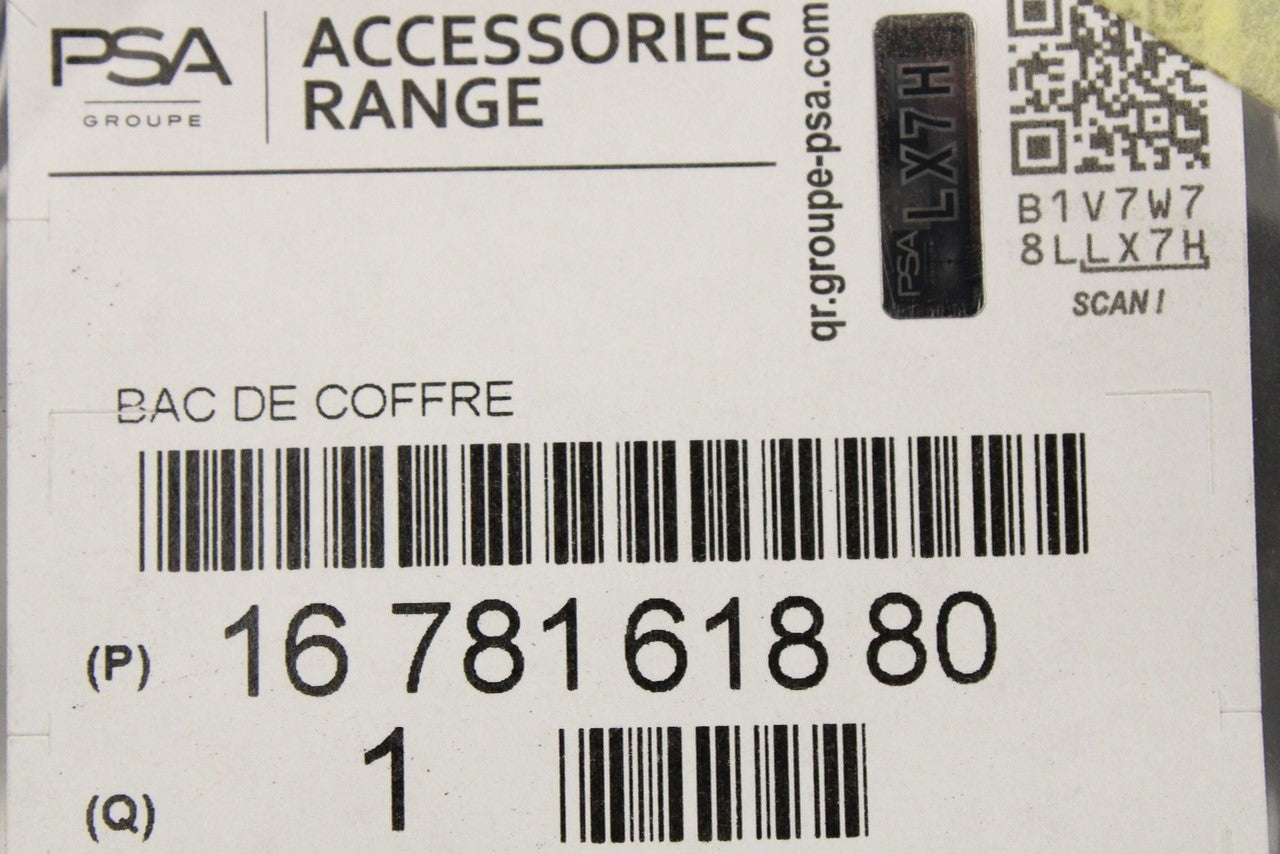 PSA
GROUPE
ACCESSORIES
RANGE
qr.groupe-psa.com
PSA LX7H
B1V7W7
8LLX7H
SCAN!
BAC DE COFFRE
(P) 16 781 618 80
(Q) 1